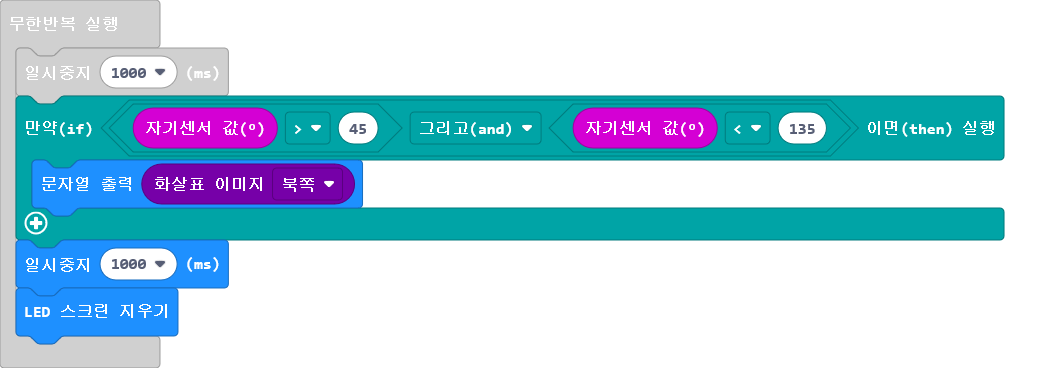 무한반복 실행
일시중지 1000 (ms)
만약(if) 자기센서 값(º) > 45 그리고(and) 자기센서 값(º) < 135 이면(then) 실행
문자열 출력 화살표 이미지 북쪽
일시중지 1000 (ms)
LED 스크린 지우기